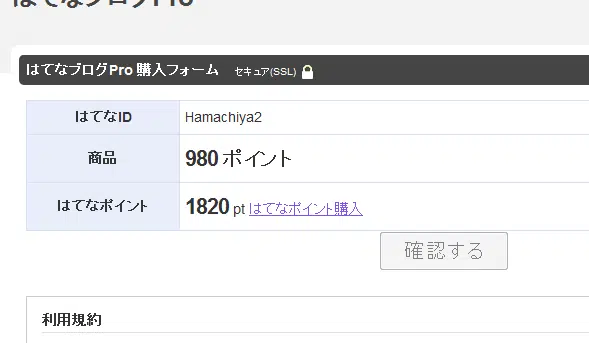 はてなブログPro
はてなブログPro 購入フォーム セキュア(SSL)
はてなID Hamachiya2
商品 980 ポイント
はてなポイント 1820 pt はてなポイント購入
確認する
利用規約